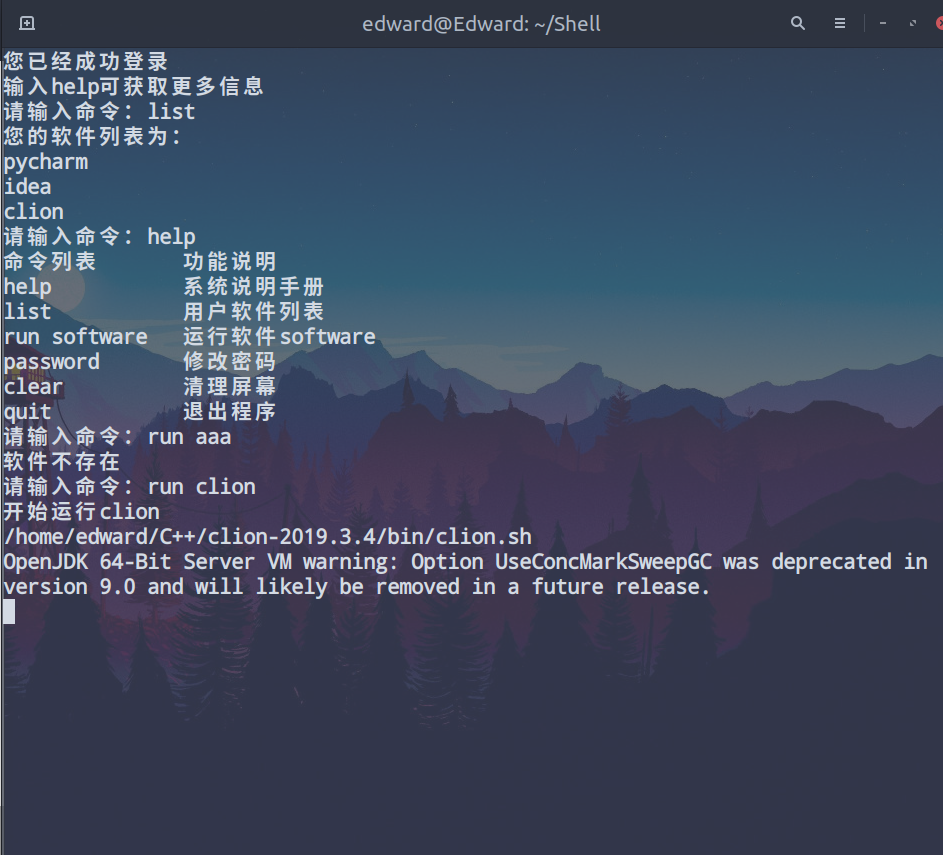 edward@Edward: ~/Shell
您已经成功登录
输入help可获取更多信息
请输入命令：list
您的软件列表为：
pycharm
idea
clion
请输入命令：help
命令列表 功能说明
help 系统说明手册
list 用户软件列表
run software 运行软件software
password 修改密码
clear 清理屏幕
quit 退出程序
请输入命令：run aaa
软件不存在
请输入命令：run clion
开始运行clion
/home/edward/C++/clion-2019.3.4/bin/clion.sh
OpenJDK 64-Bit Server VM warning: Option UseConcMarkSweepGC was deprecated in
version 9.0 and will likely be removed in a future release.